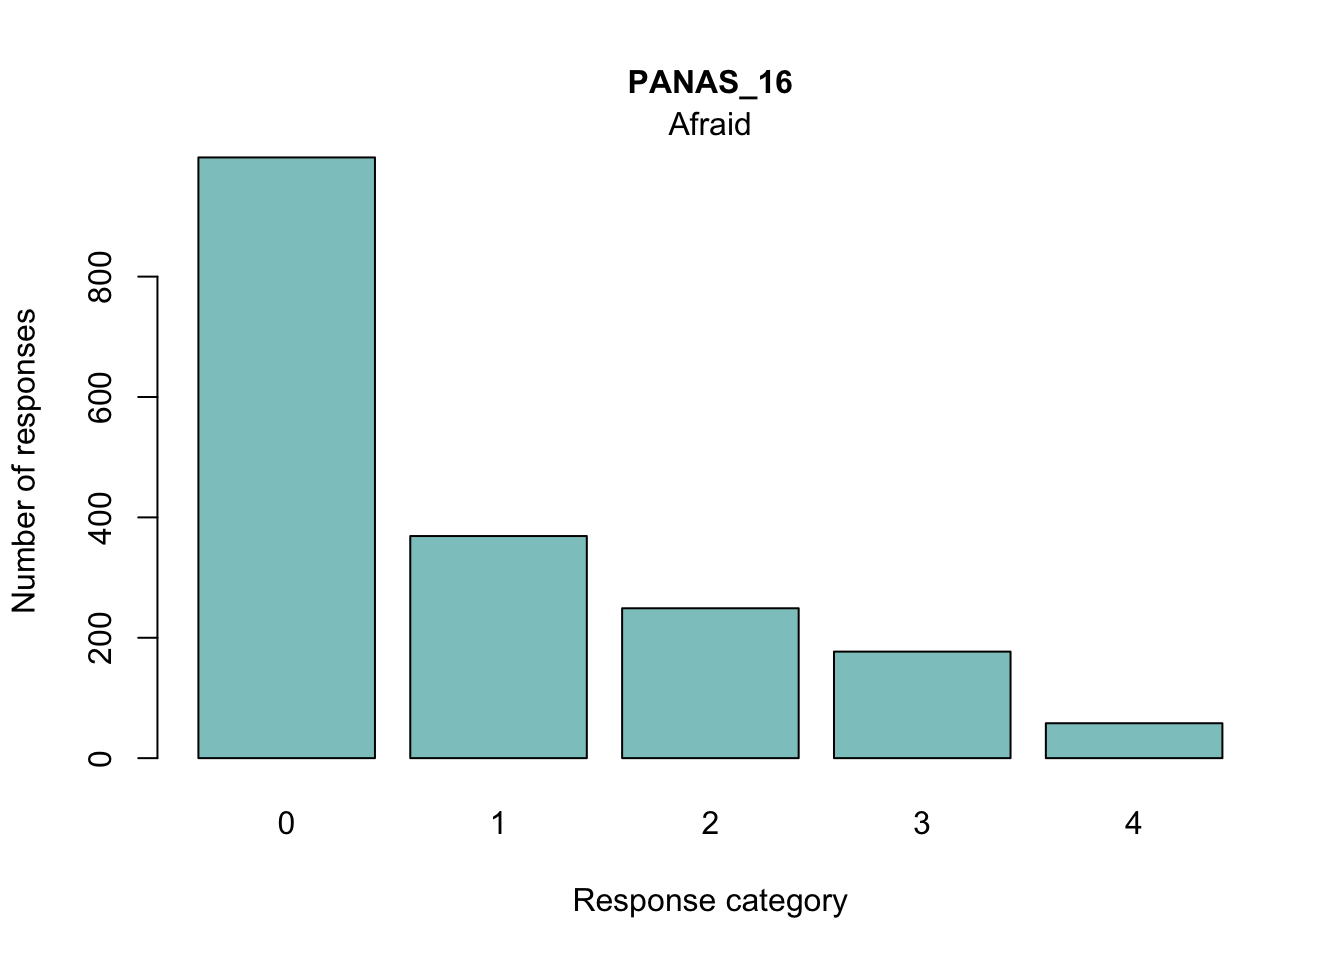 PANAS_16
Afraid
Number of responses
800
600
400
200
0
0 1 2 3 4
Response category